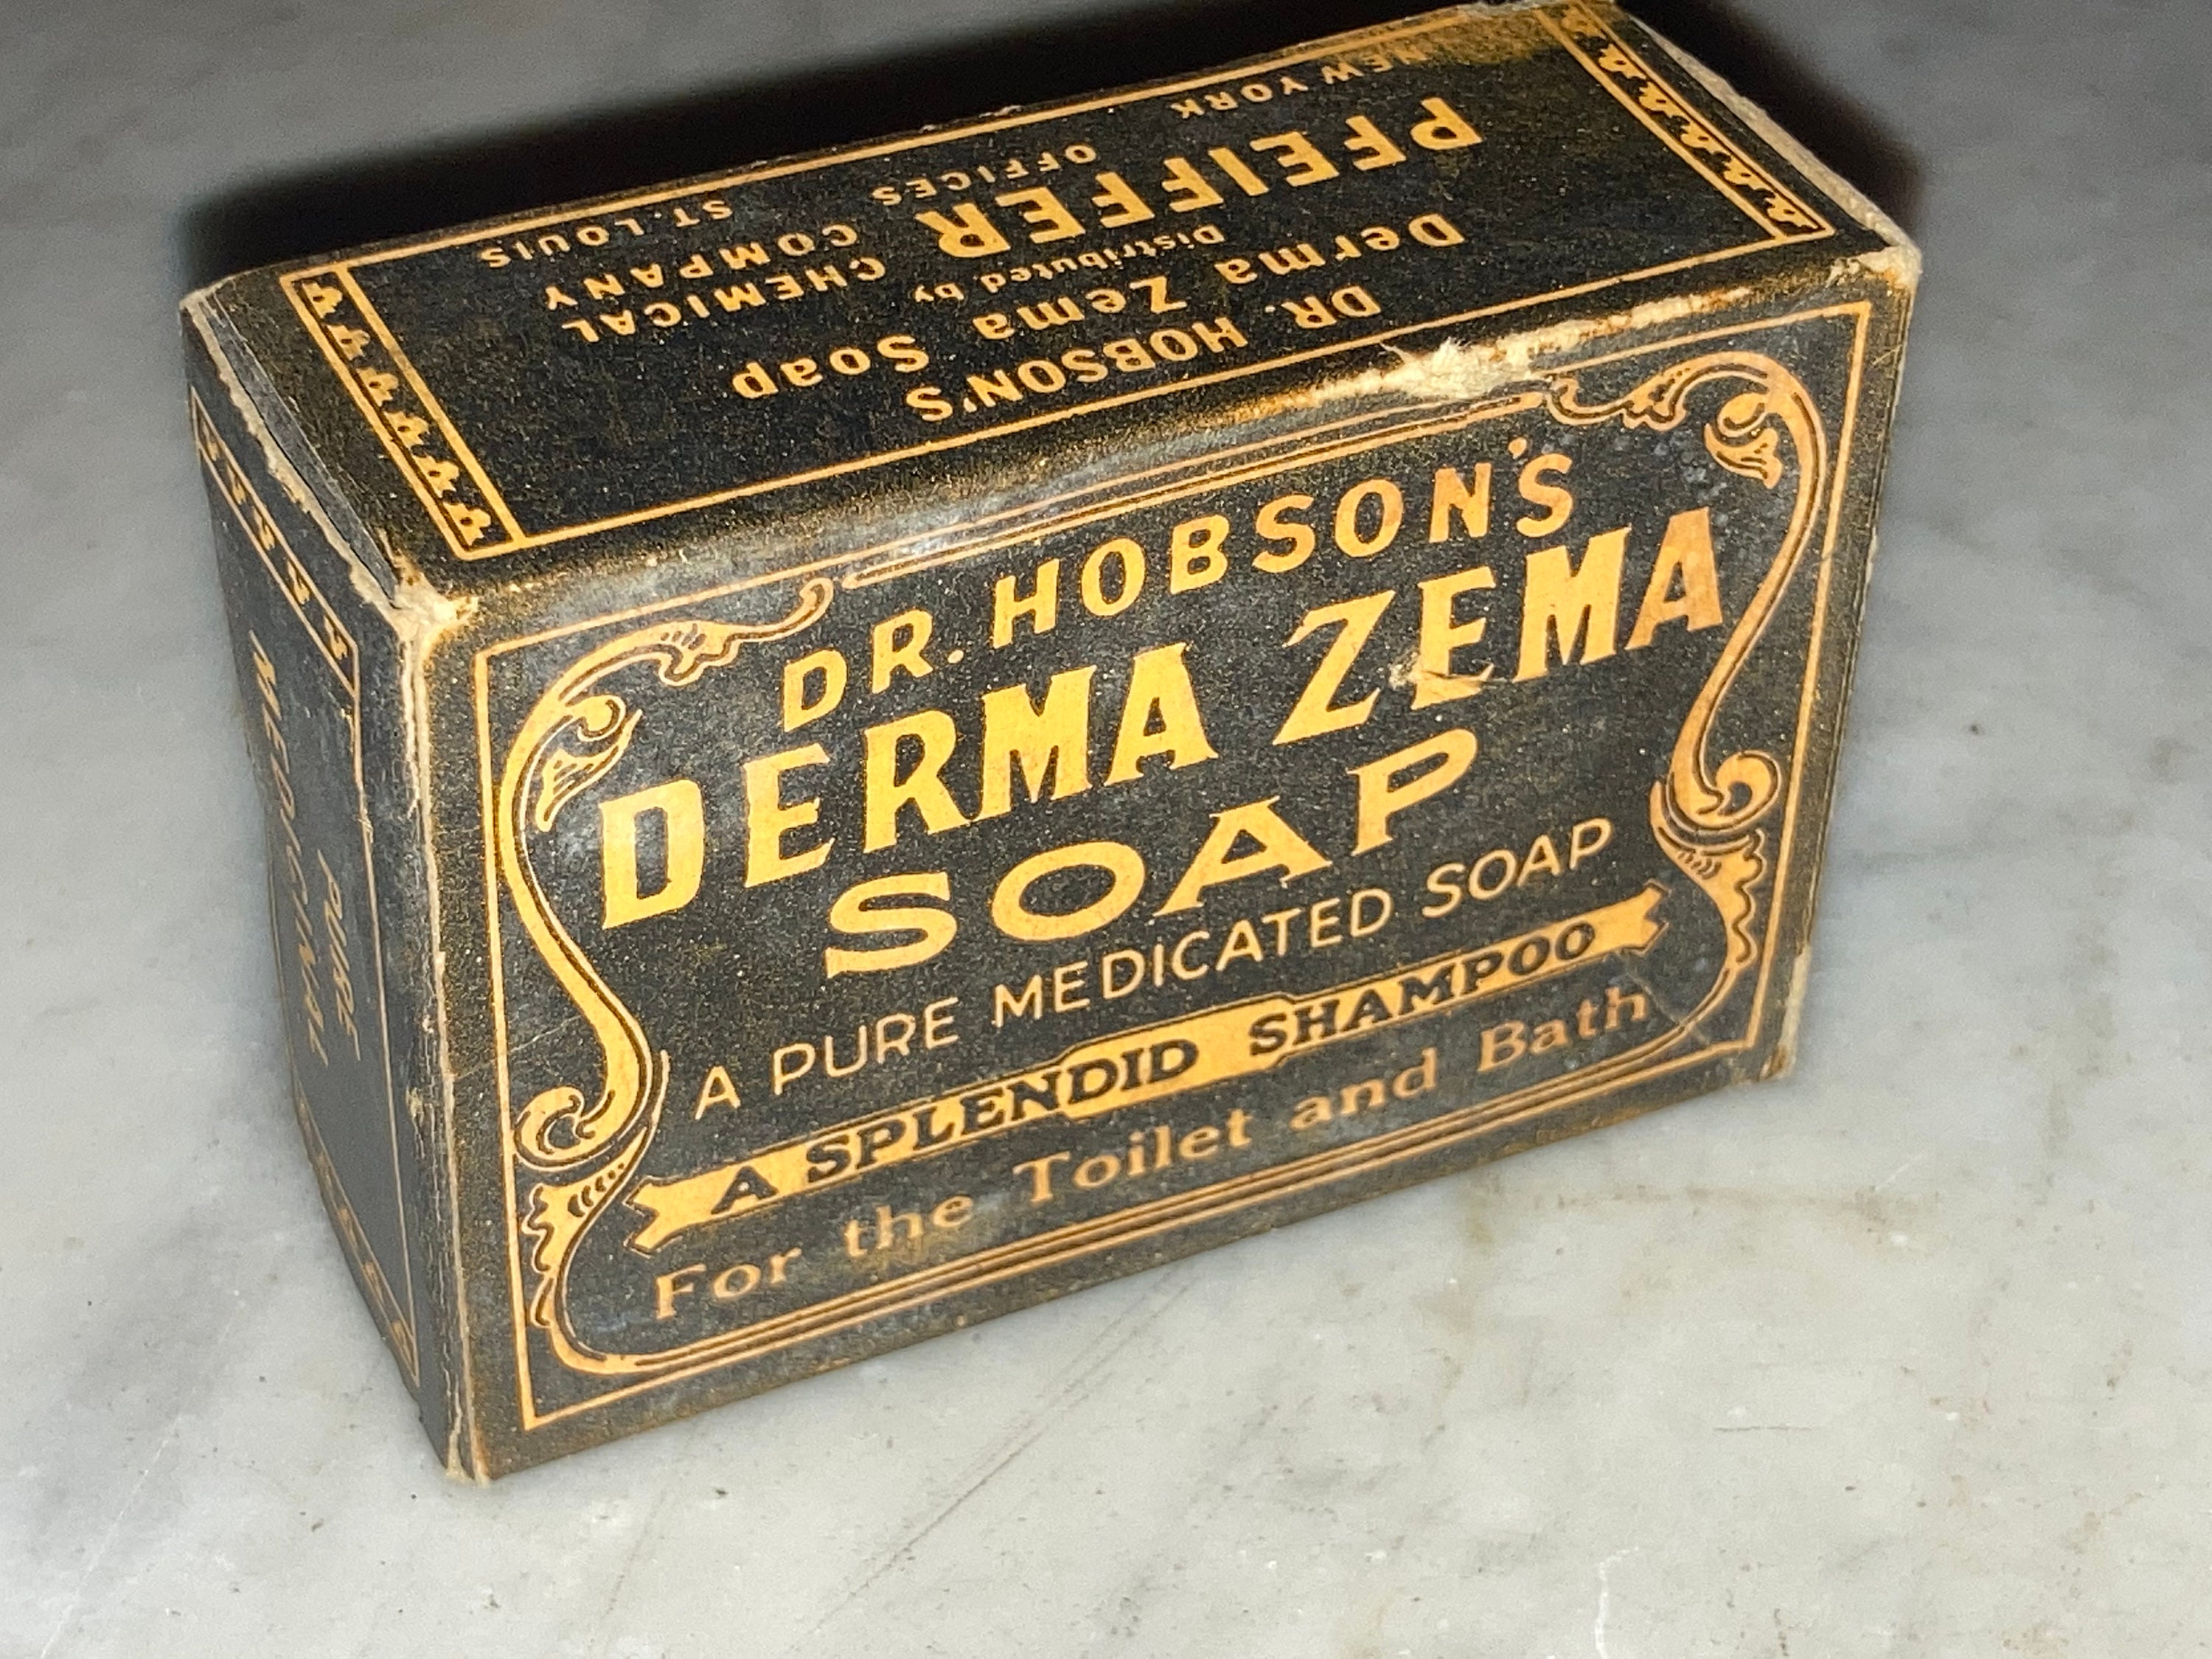 DR. HOBSON'S
Derma Zema Soap
Distributed by
PFEIFFER CHEMICAL COMPANY
OFFICES
NEW YORK ST. LOUIS
DR. HOBSON'S
DERMA ZEMA
SOAP
A PURE MEDICATED SOAP
A SPLENDID SHAMPOO
For the Toilet and Bath
PURE
MEDICINAL